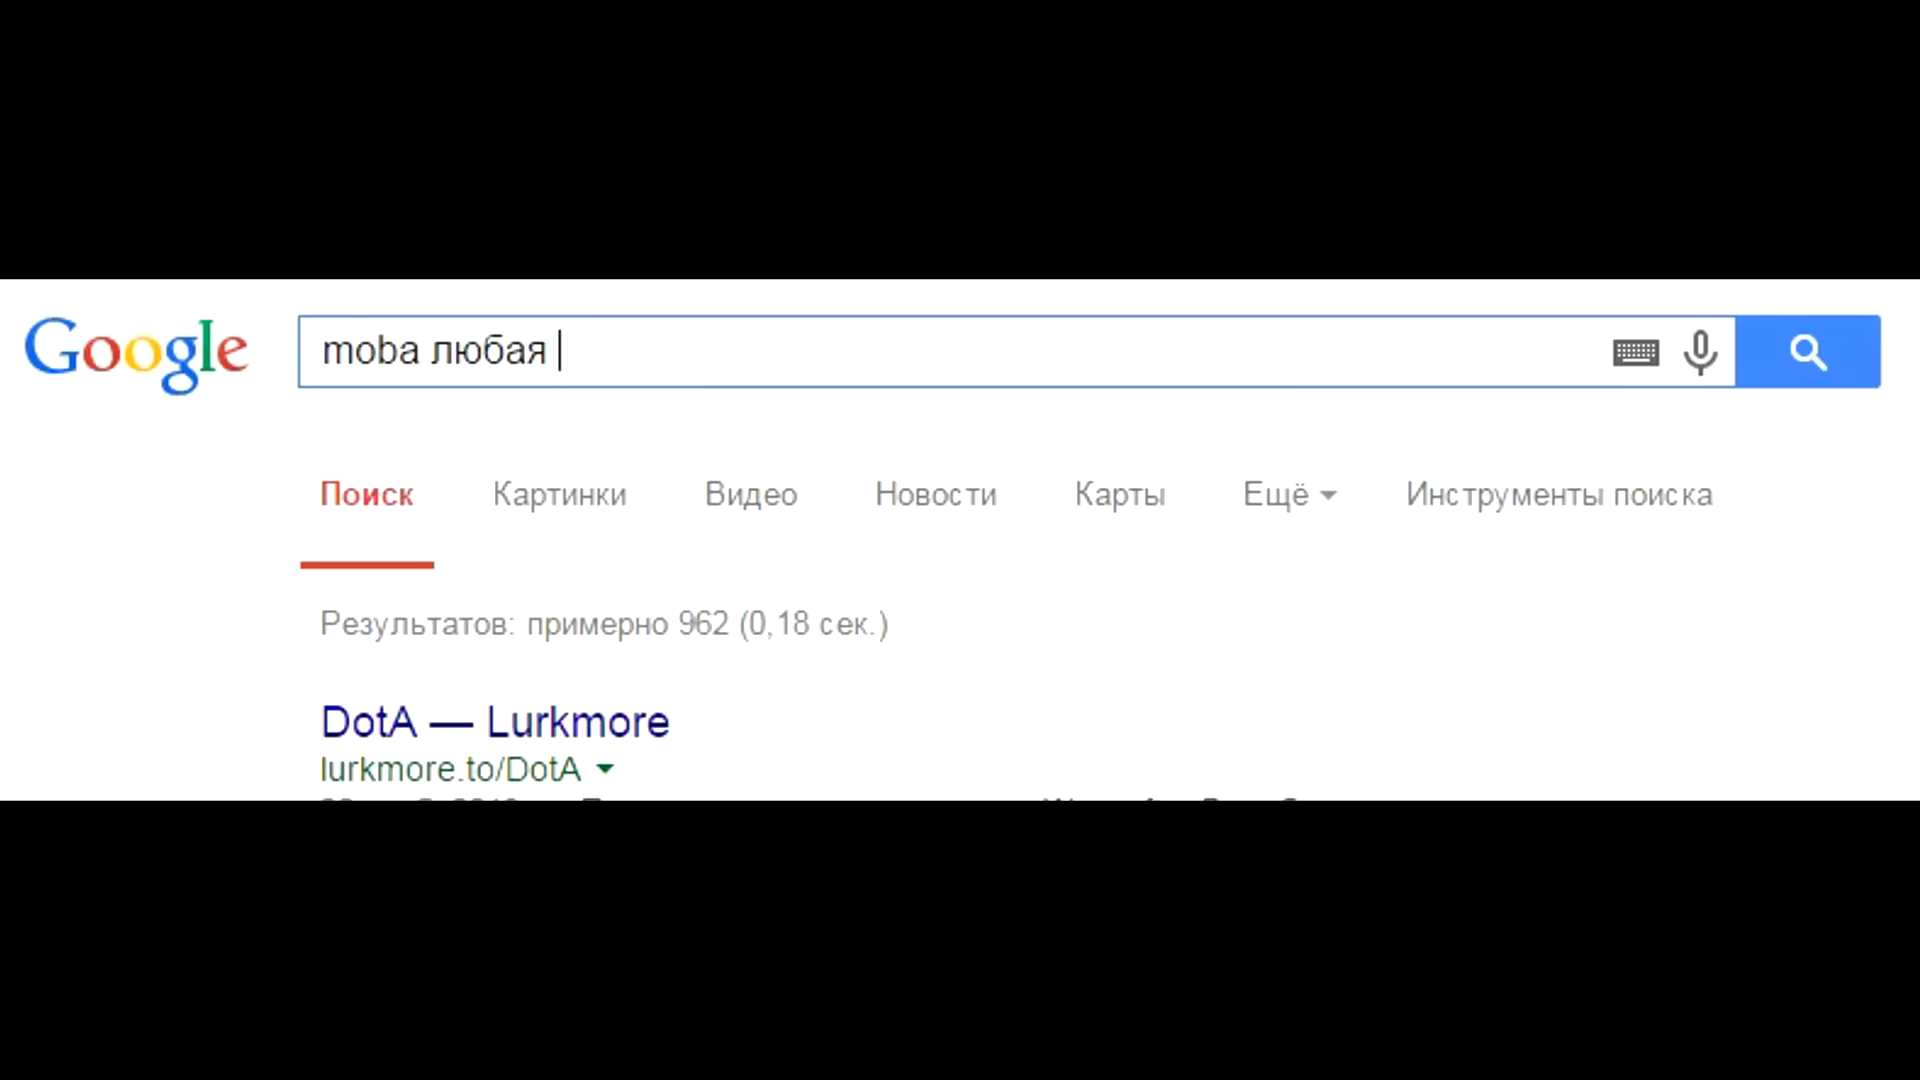 Google moba любая
Поиск Картинки Видео Новости Карты Ещё Инструменты поиска
Результатов: примерно 962 (0,18 сек.)
DotA — Lurkmore
lurkmore.to/DotA